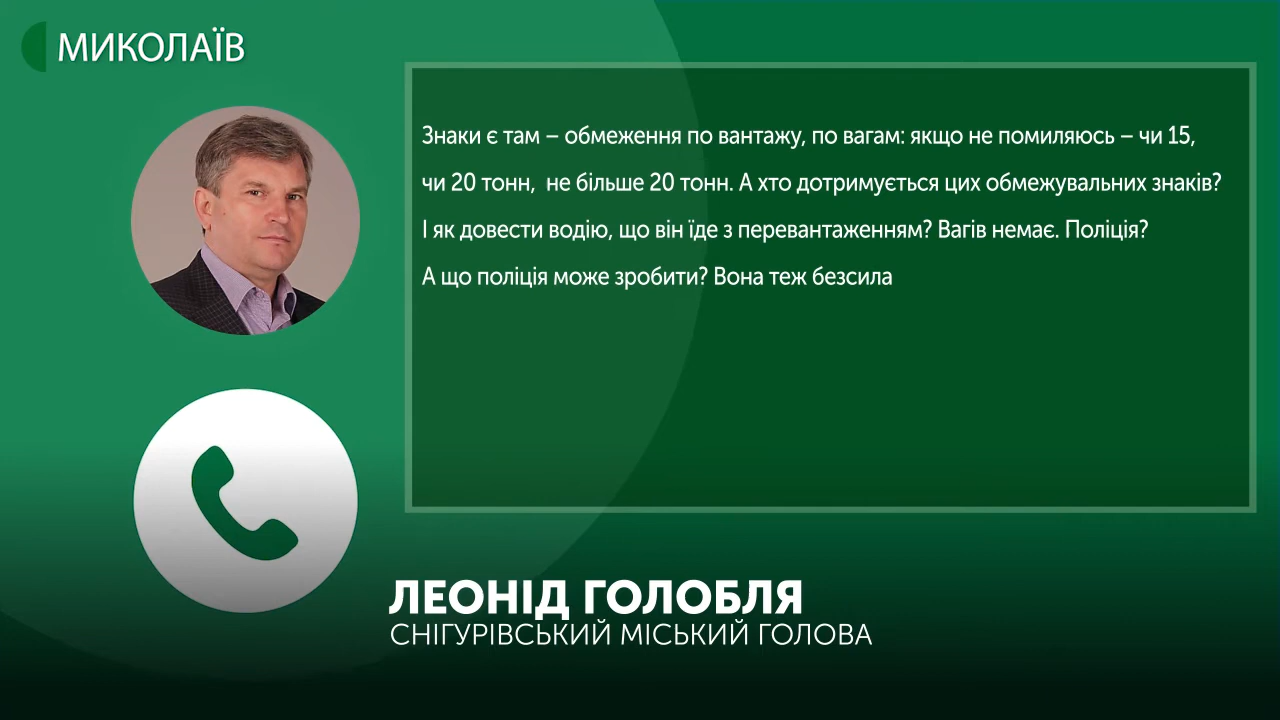 МИКОЛАЇВ
Знаки є там – обмеження по вантажу, по вагам: якщо не помиляюсь – чи 15,
чи 20 тонн, не більше 20 тонн. А хто дотримується цих обмежувальних знаків?
І як довести водію, що він їде з перевантаженням? Вагів немає. Поліція?
А що поліція може зробити? Вона теж безсила
ЛЕОНІД ГОЛОБЛЯ
СНІГУРІВСЬКИЙ МІСЬКИЙ ГОЛОВА